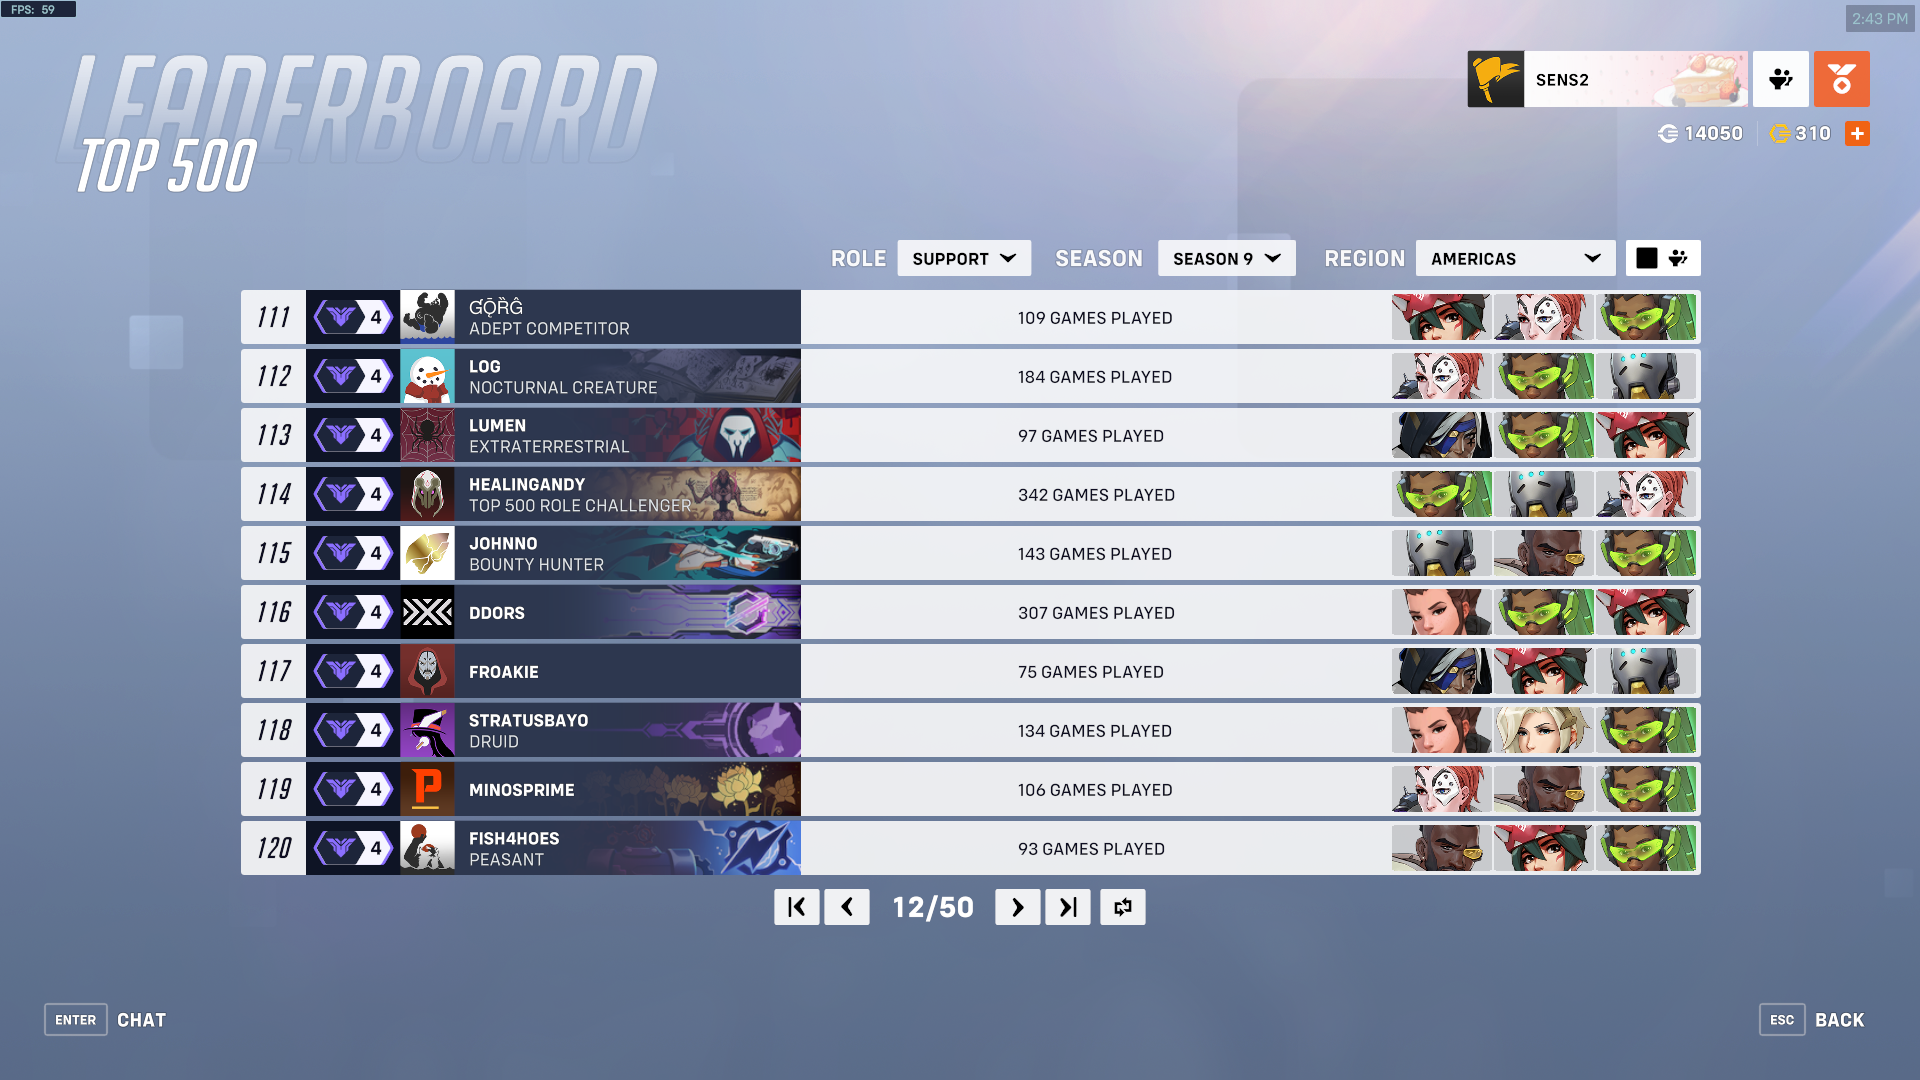 FPS: 59
2:43 PM
LEADERBOARD
TOP 500
SENS2
14050 310
ROLE SUPPORT SEASON SEASON 9 REGION AMERICAS
111 4 ɠǬȐĜ 109 GAMES PLAYED
ADEPT COMPETITOR
112 4 LOG 184 GAMES PLAYED
NOCTURNAL CREATURE
113 4 LUMEN 97 GAMES PLAYED
EXTRATERRESTRIAL
114 4 HEALINGANDY 342 GAMES PLAYED
TOP 500 ROLE CHALLENGER
115 4 JOHNNO 143 GAMES PLAYED
BOUNTY HUNTER
116 4 DDORS 307 GAMES PLAYED
117 4 FROAKIE 75 GAMES PLAYED
118 4 STRATUSBAYO 134 GAMES PLAYED
DRUID
119 4 MINOSPRIME 106 GAMES PLAYED
120 4 FISH4HOES 93 GAMES PLAYED
PEASANT
12/50
ENTER CHAT
ESC BACK